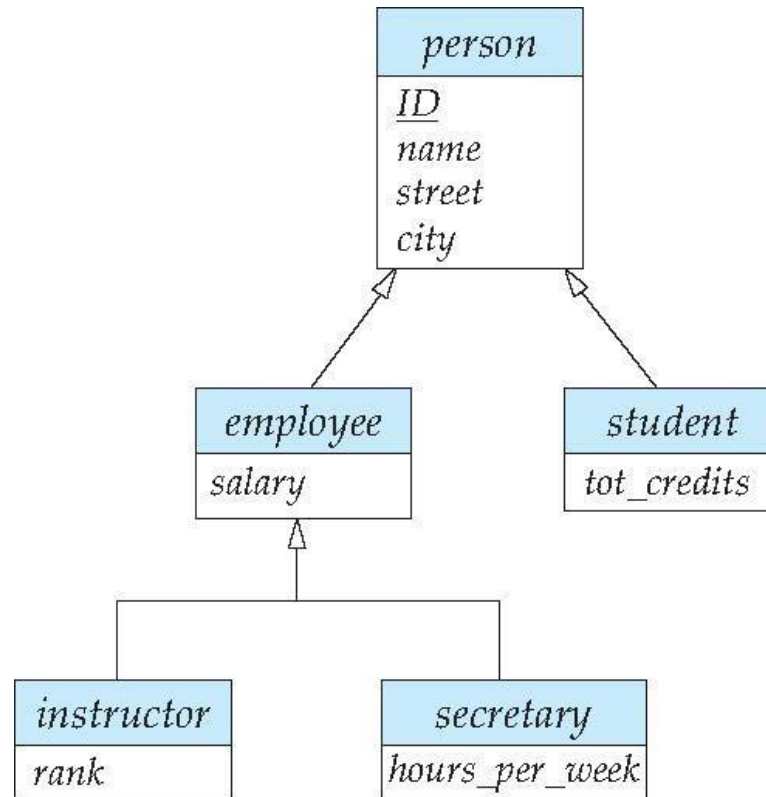 person
ID
name
street
city
employee
salary
student
tot_credits
instructor
rank
secretary
hours_per_week